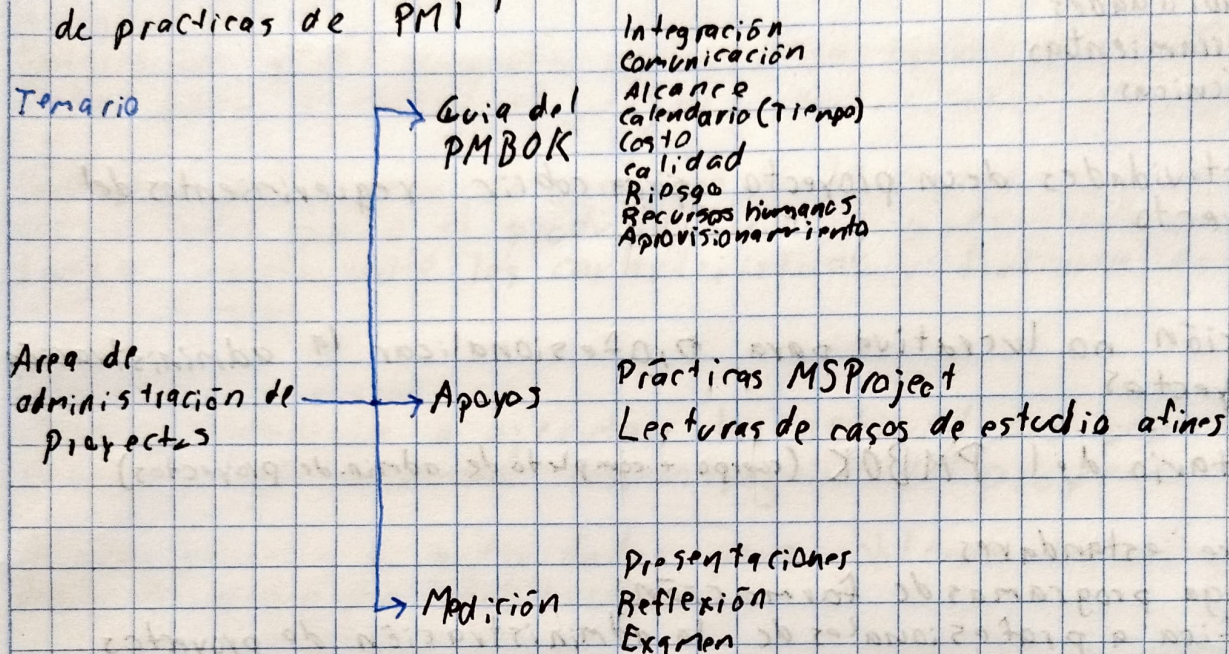 de practicas de PMI
Temario
Guia del
PMBOK
Integración
Comunicación
Alcance
Calendario (Tiempo)
Costo
calidad
Riesgo
Recursos humanos
Aprovisionamiento
Area de
administración de
Proyectos
Apoyos
Prácticas MSProject
Lecturas de casos de estudio afines
Medición
Presentaciones
Reflexión
Examen